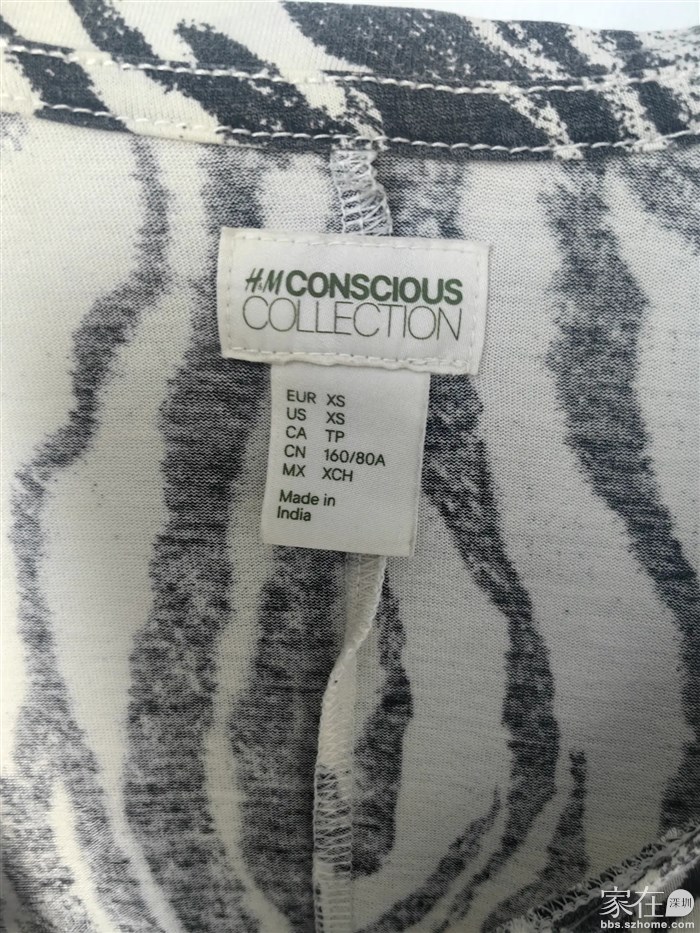 H&M CONSCIOUS
COLLECTION
EUR XS
US XS
CA TP
CN 160/80A
MX XCH
Made in
India
家在 深圳
bbs.szhome.com